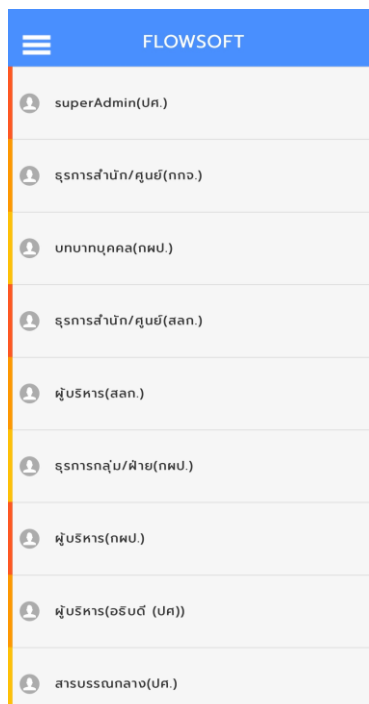 FLOWSOFT
superAdmin(ปศ.)
ธุรการสำนัก/ศูนย์(กกจ.)
บทบาทบุคคล(กผป.)
ธุรการสำนัก/ศูนย์(สลก.)
ผู้บริหาร(สลก.)
ธุรการกลุ่ม/ฝ่าย(กผป.)
ผู้บริหาร(กผป.)
ผู้บริหาร(อธิบดี (ปศ))
สารบรรณกลาง(ปศ.)